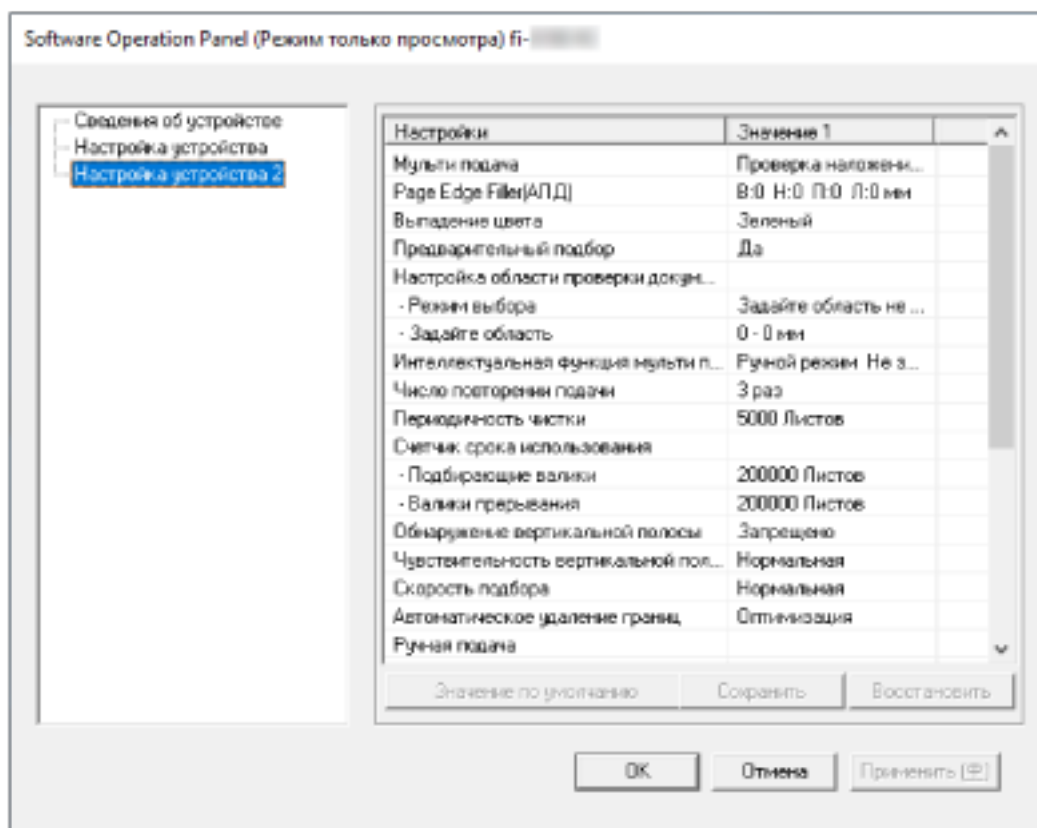 Software Operation Panel (Режим только просмотра) fi-
Сведения об устройстве
Настройка устройства
Настройка устройства 2
Настройки Значение 1
Мульти подача Проверка наложени...
Page Edge Filler(АПД) В:0 Н:0 П:0 Л:0 мм
Выпадение цвета Зеленый
Предварительный подбор Да
Настройка области проверки докум...
- Режим выбора Задайте область не ...
- Задайте область 0 - 0 мм
Интеллектуальная функция мульти п... Ручной режим Не з...
Число повторении подачи 3 раз
Периодичность чистки 5000 Листов
Счетчик срока использования
- Подбирающие валики 200000 Листов
- Валики прерывания 200000 Листов
Обнаружение вертикальной полосы Запрещено
Чувствительность вертикальной пол... Нормальная
Скорость подбора Нормальная
Автоматическое удаление границ Оптимизация
Ручная подача
Значение по умолчанию Сохранить Восстановить
OK Отмена Применить